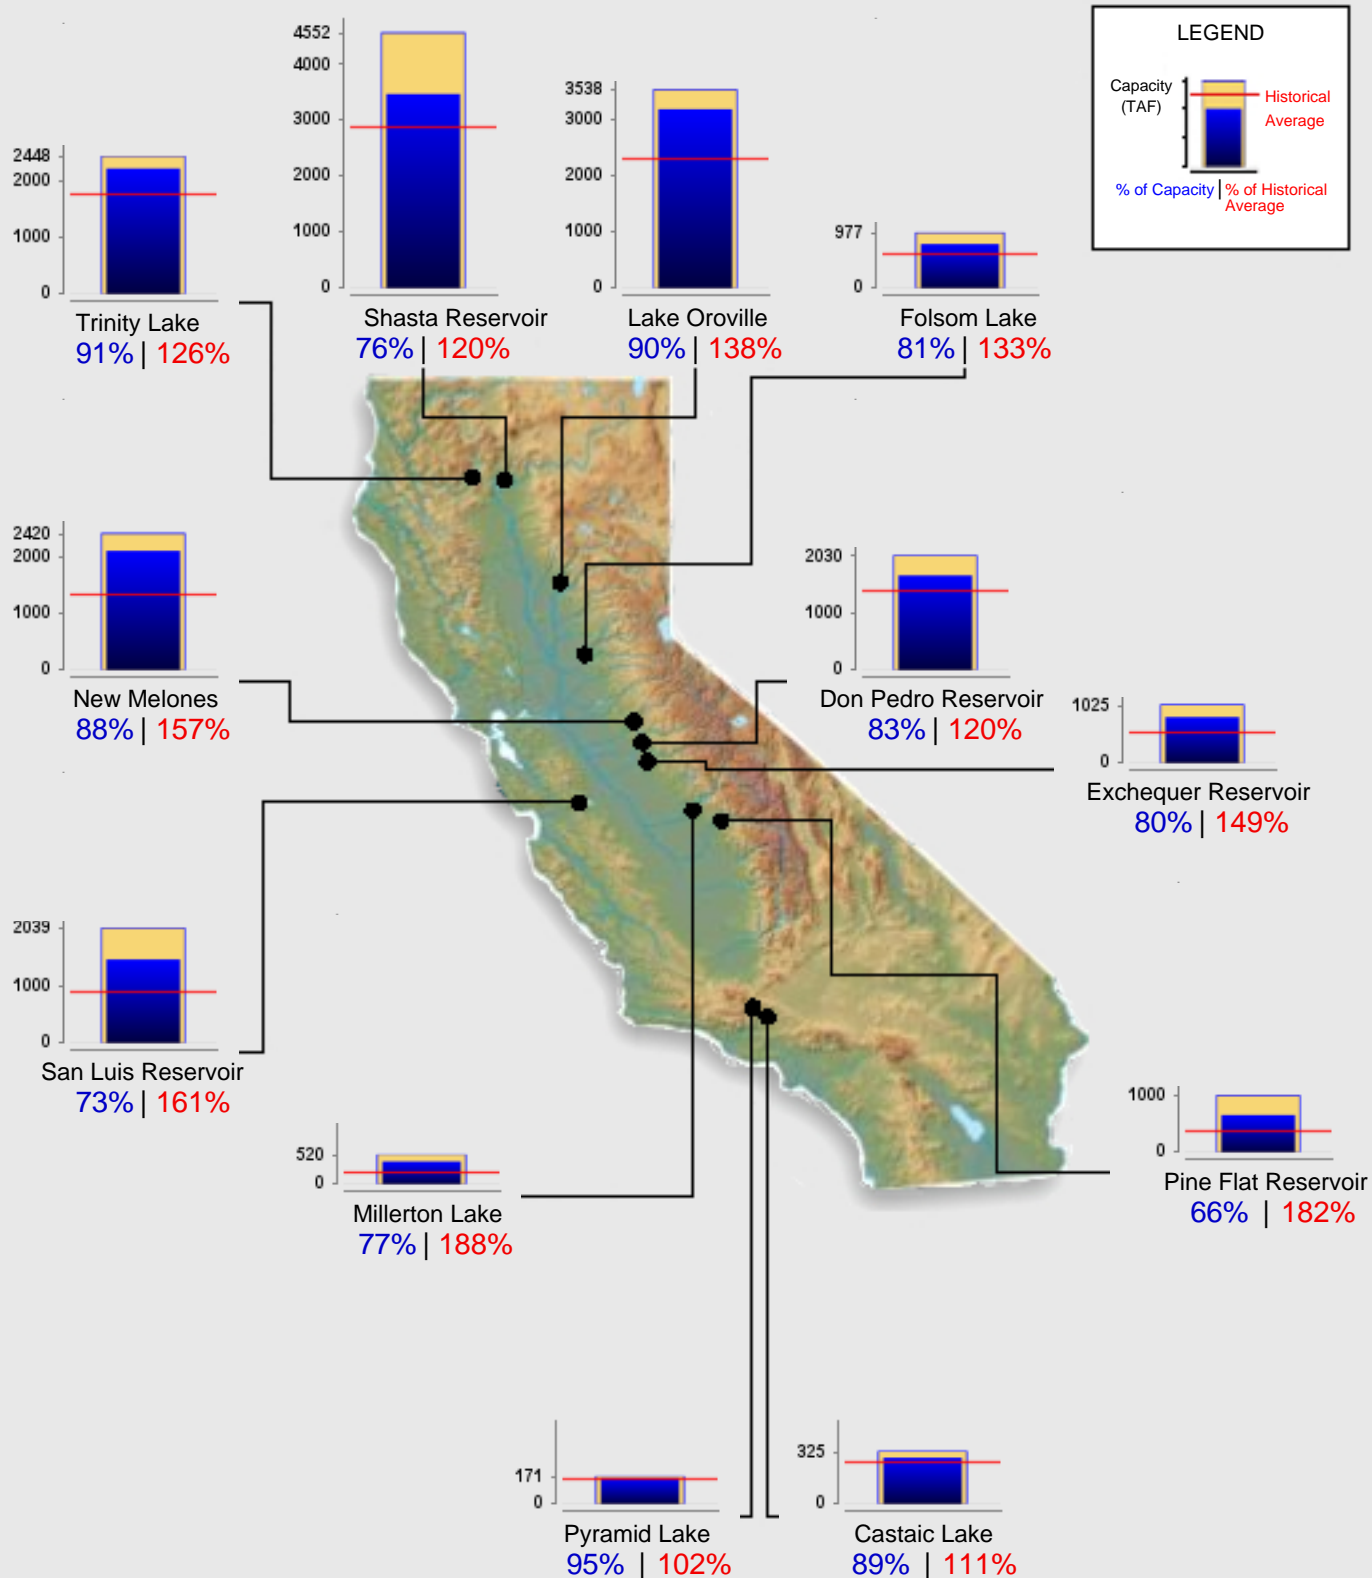 LEGEND
Capacity
(TAF)
Historical
Average
% of Capacity | % of Historical
Average
4552
4000
3000
2000
1000
0
Shasta Reservoir
76% | 120%
3538
3000
2000
1000
0
Lake Oroville
90% | 138%
2448
2000
1000
0
Trinity Lake
91% | 126%
977
0
Folsom Lake
81% | 133%
2420
2000
1000
0
New Melones
88% | 157%
2030
1000
0
Don Pedro Reservoir
83% | 120%
1025
0
Exchequer Reservoir
80% | 149%
2039
1000
0
San Luis Reservoir
73% | 161%
520
0
Millerton Lake
77% | 188%
1000
0
Pine Flat Reservoir
66% | 182%
171
0
Pyramid Lake
95% | 102%
325
0
Castaic Lake
89% | 111%